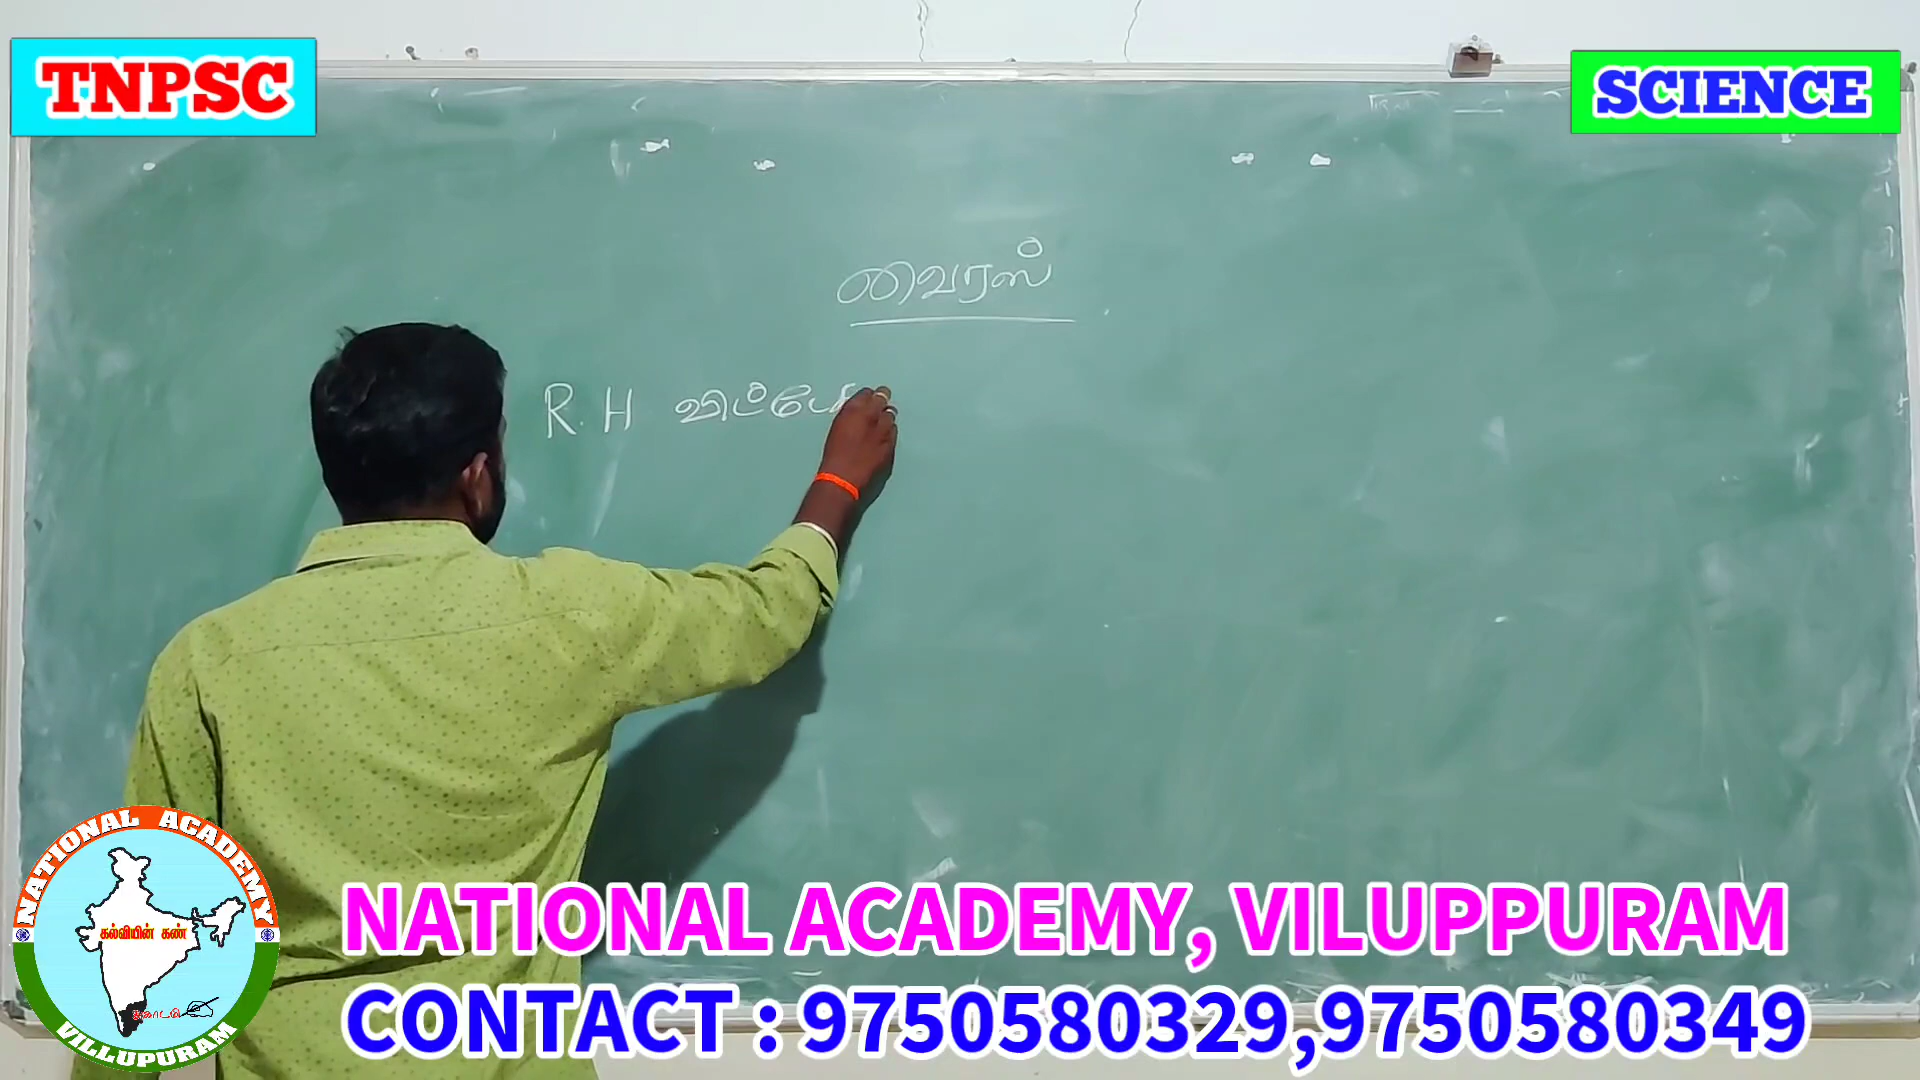 TNPSC
SCIENCE
வைரஸ்
R. H
NATIONAL ACADEMY
கல்வியின் கண்
VILLUPURAM
NATIONAL ACADEMY, VILUPPURAM
CONTACT : 9750580329,9750580349